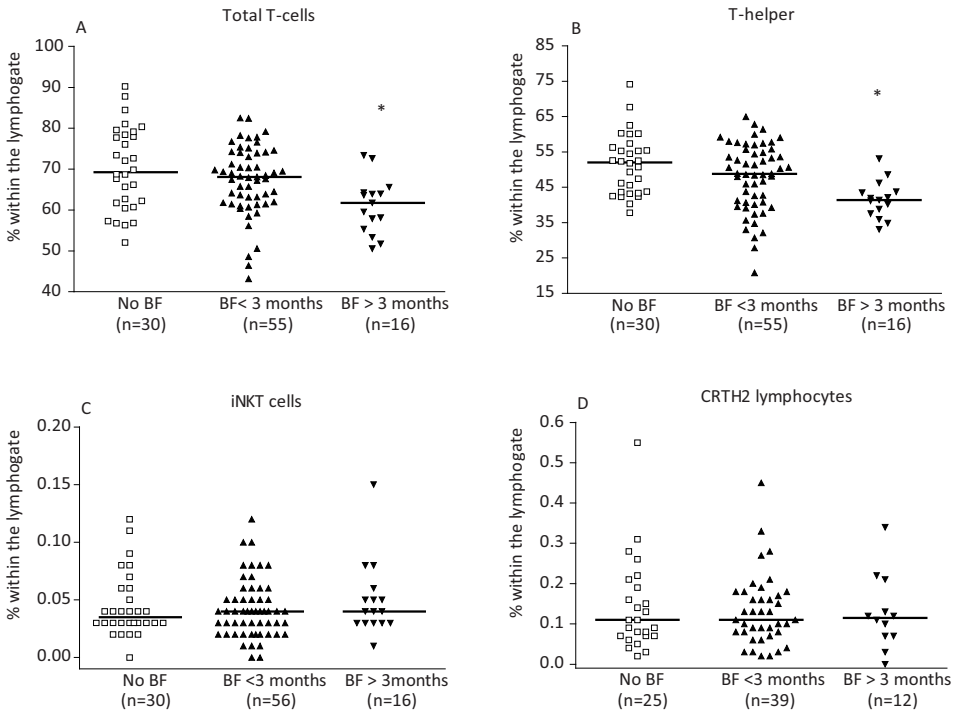 Total T-cells
A
% within the lymphogate
100
90
80
70
60
50
40
*
No BF
(n=30)
BF< 3 months
(n=55)
BF > 3 months
(n=16)
T-helper
B
% within the lymphogate
85
75
65
55
45
35
25
15
*
No BF
(n=30)
BF <3 months
(n=55)
BF > 3 months
(n=16)
iNKT cells
C
% within the lymphogate
0.20
0.15
0.10
0.05
0.00
No BF
(n=30)
BF <3 months
(n=56)
BF > 3months
(n=16)
CRTH2 lymphocytes
D
% within the lymphogate
0.6
0.5
0.4
0.3
0.2
0.1
0.0
No BF
(n=25)
BF <3 months
(n=39)
BF > 3 months
(n=12)